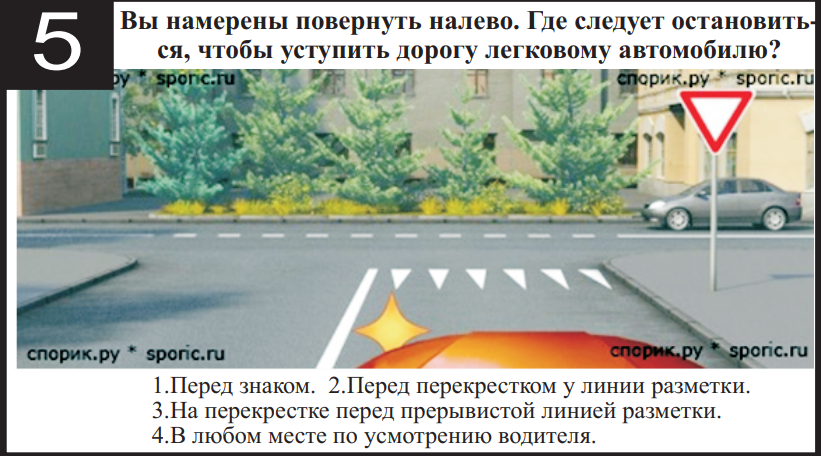 5
Вы намерены повернуть налево. Где следует остановить-
ся, чтобы уступить дорогу легковому автомобилю?
ру * sporic.ru
спорик.ру * sporic.ru
спорик.ру * sporic.ru
спорик.ру * sporic.ru
1.Перед знаком. 2.Перед перекрестком у линии разметки.
3.На перекрестке перед прерывистой линией разметки.
4.В любом месте по усмотрению водителя.